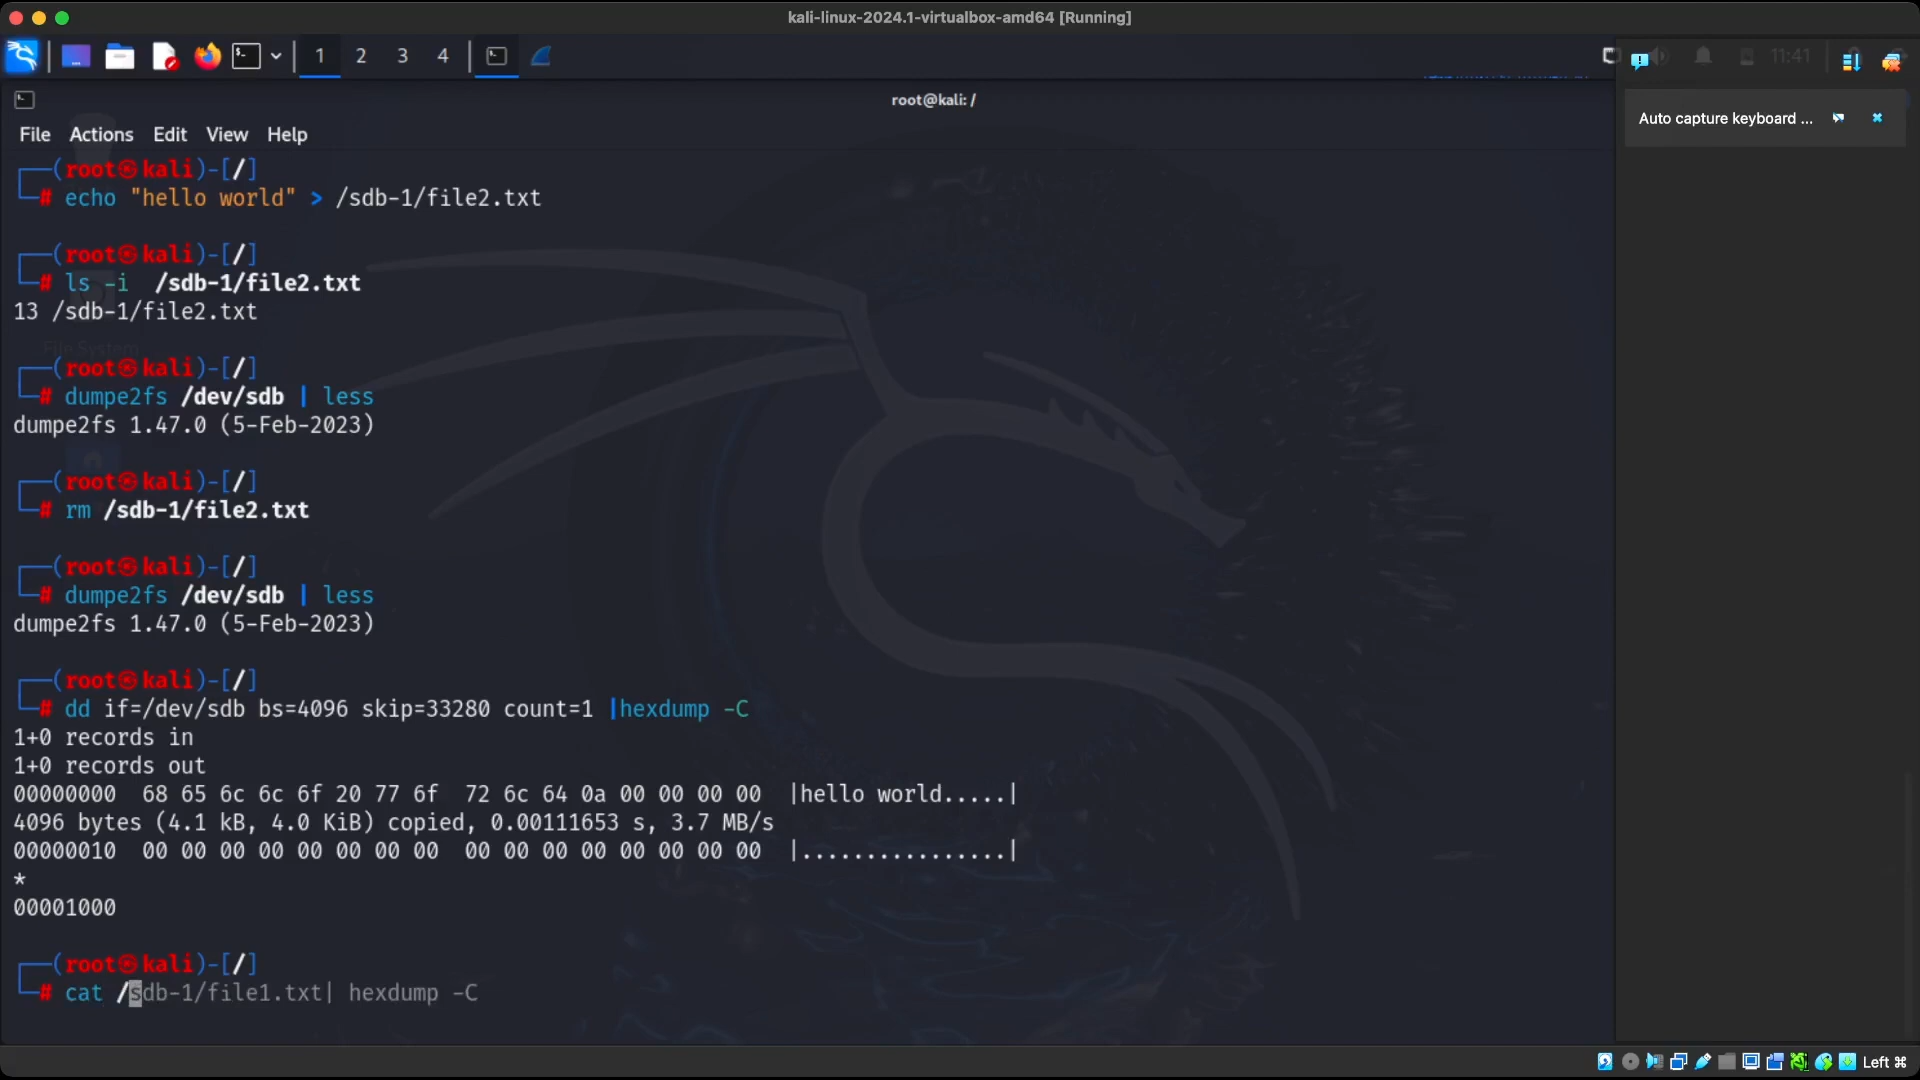 kali-linux-2024.1-virtualbox-amd64 [Running]
1 2 3 4
11:41
root@kali: /
Auto capture keyboard ...
File Actions Edit View Help
┌──(root㉿kali)-[/]
└─# echo "hello world" > /sdb-1/file2.txt
┌──(root㉿kali)-[/]
└─# ls -i  /sdb-1/file2.txt
13 /sdb-1/file2.txt
File System
┌──(root㉿kali)-[/]
└─# dumpe2fs /dev/sdb | less
dumpe2fs 1.47.0 (5-Feb-2023)
┌──(root㉿kali)-[/]
└─# rm /sdb-1/file2.txt
┌──(root㉿kali)-[/]
└─# dumpe2fs /dev/sdb | less
dumpe2fs 1.47.0 (5-Feb-2023)
┌──(root㉿kali)-[/]
└─# dd if=/dev/sdb bs=4096 skip=33280 count=1 |hexdump -C
1+0 records in
1+0 records out
00000000  68 65 6c 6c 6f 20 77 6f  72 6c 64 0a 00 00 00 00  |hello world.....|
4096 bytes (4.1 kB, 4.0 KiB) copied, 0.00111653 s, 3.7 MB/s
00000010  00 00 00 00 00 00 00 00  00 00 00 00 00 00 00 00  |................|
*
00001000
┌──(root㉿kali)-[/]
└─# cat /sdb-1/file1.txt| hexdump -C
Left ⌘